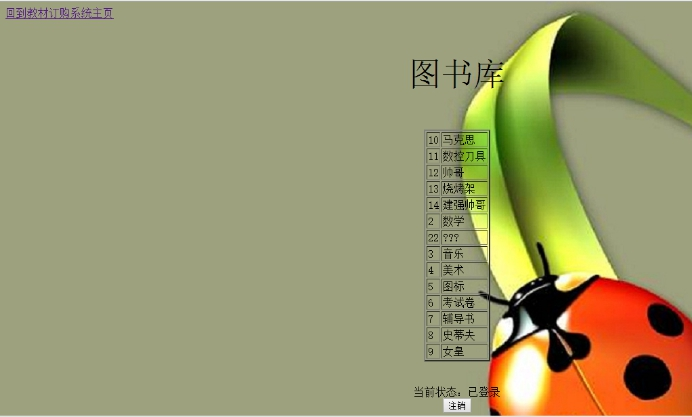 回到教材订购系统主页
图书库
10 马克思
11 数控刀具
12 帅哥
13 烧烤架
14 建强帅哥
2 数学
22 ???
3 音乐
4 美术
5 图标
6 考试卷
7 辅导书
8 史蒂夫
9 女皇
当前状态：已登录
注销